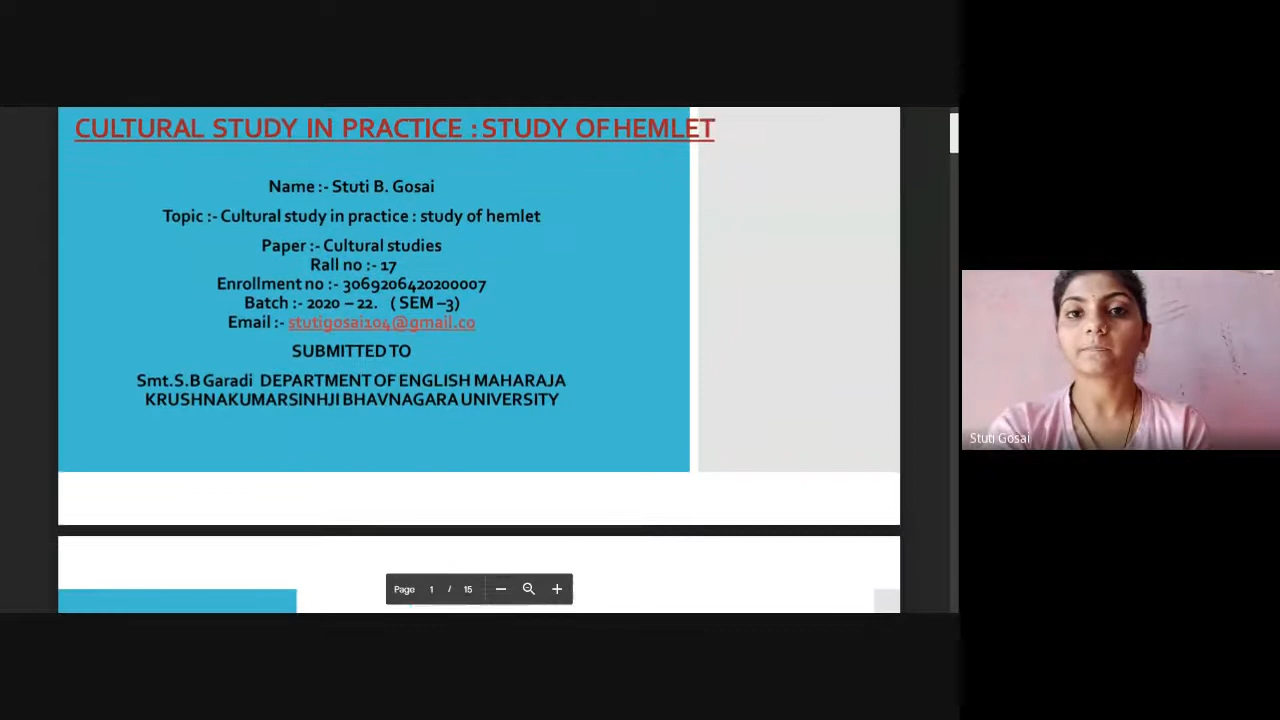 CULTURAL STUDY IN PRACTICE : STUDY OF HEMLET
Name :- Stuti B. Gosai
Topic :- Cultural study in practice : study of hemlet
Paper :- Cultural studies
Rall no :- 17
Enrollment no :- 3069206420200007
Batch :- 2020 – 22. ( SEM –3)
Email :- stutigosai104@gmail.co
SUBMITTED TO
Smt.S.B Garadi DEPARTMENT OF ENGLISH MAHARAJA
KRUSHNAKUMARSINHJI BHAVNAGARA UNIVERSITY
Page 1 / 15
Stuti Gosai